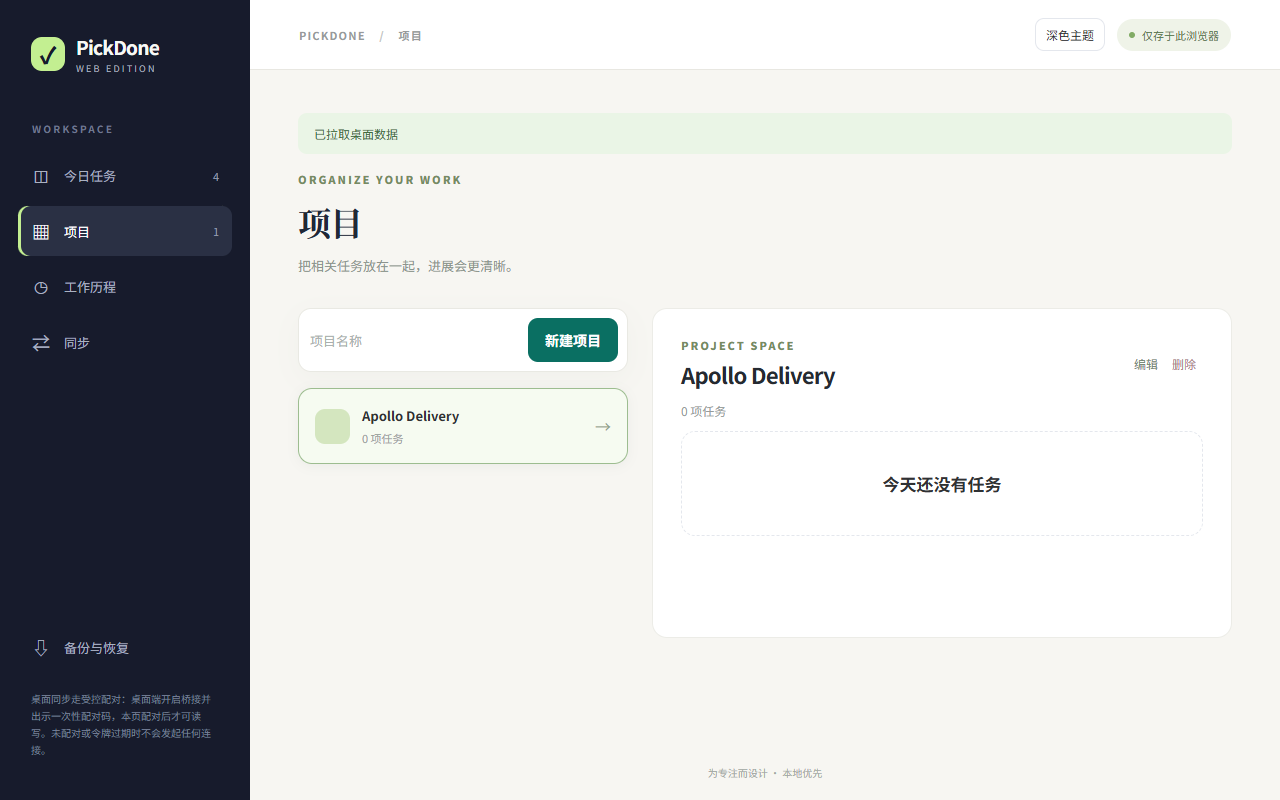 PickDone
WEB EDITION
WORKSPACE
今日任务 4
项目 1
工作历程
同步
备份与恢复
桌面同步走受控配对：桌面端开启桥接并
出示一次性配对码，本页配对后才可读
写。未配对或令牌过期时不会发起任何连
接。
PICKDONE / 项目
深色主题
仅存于此浏览器
已拉取桌面数据
ORGANIZE YOUR WORK
项目
把相关任务放在一起，进展会更清晰。
项目名称
新建项目
Apollo Delivery
0 项任务
PROJECT SPACE
Apollo Delivery
编辑 删除
0 项任务
今天还没有任务
为专注而设计 · 本地优先